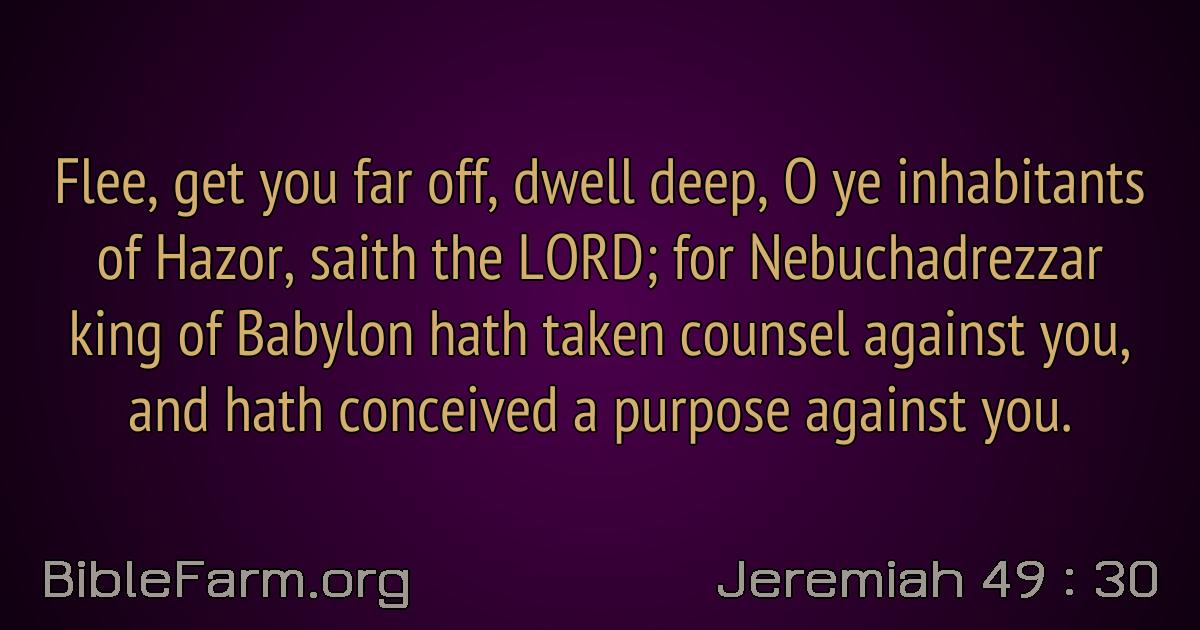 Flee, get you far off, dwell deep, O ye inhabitants
of Hazor, saith the LORD; for Nebuchadrezzar
king of Babylon hath taken counsel against you,
and hath conceived a purpose against you.
BibleFarm.org
Jeremiah 49 : 30